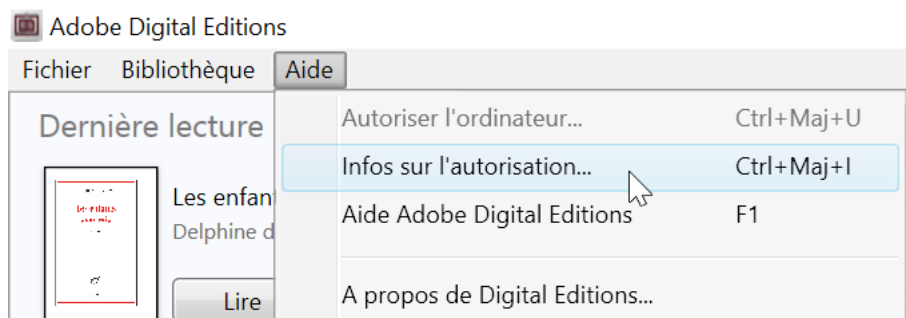 Adobe Digital Editions
Fichier Bibliothèque Aide
Dernière lecture
Autoriser l'ordinateur... Ctrl+Maj+U
Infos sur l'autorisation... Ctrl+Maj+I
Aide Adobe Digital Editions F1
A propos de Digital Editions...
Les enfan
Delphine d
Lire